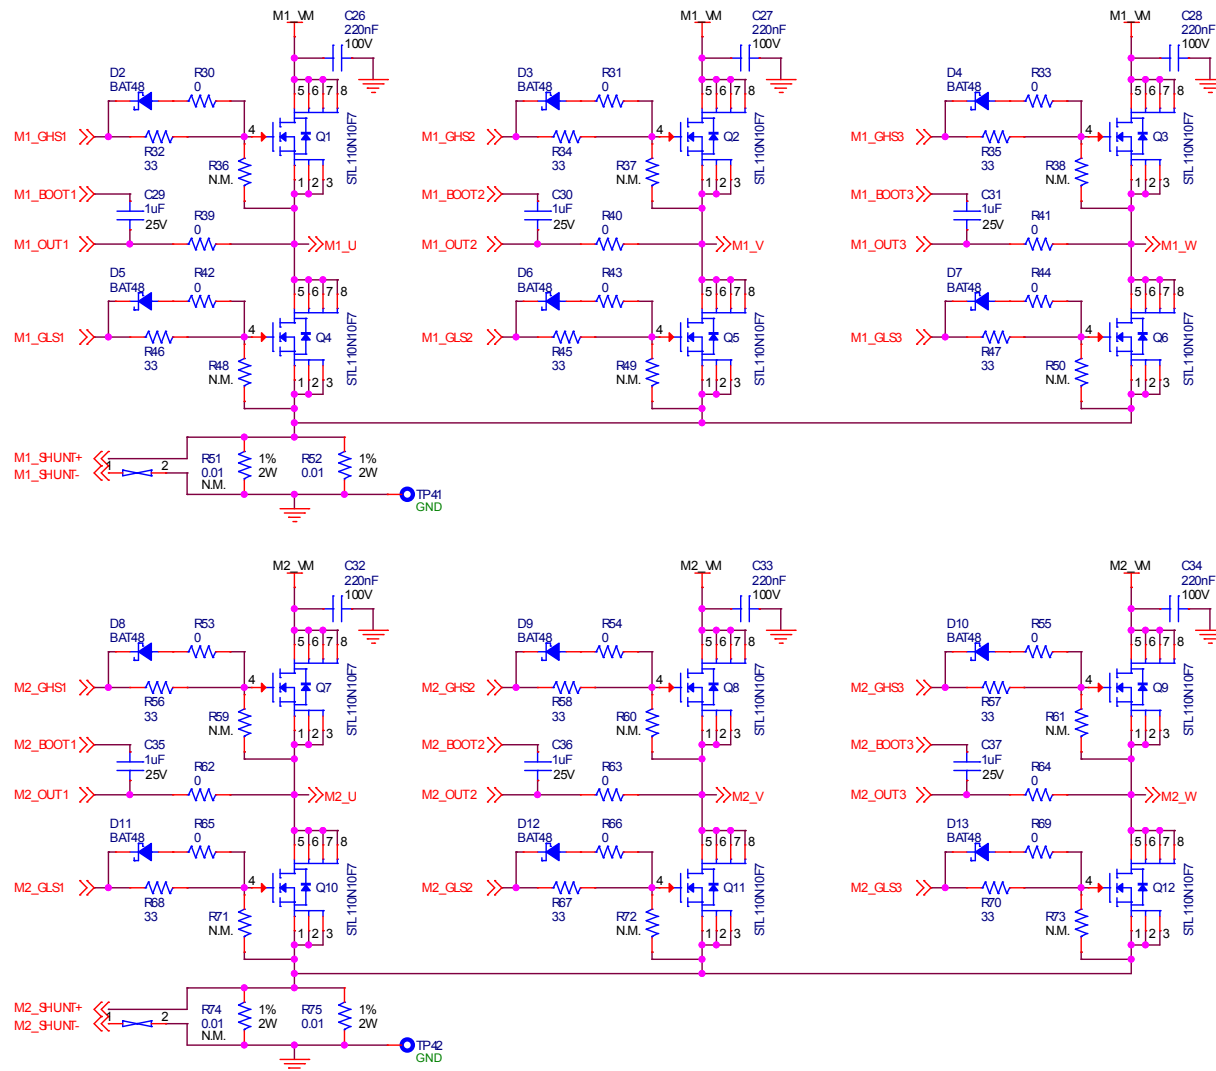 M1_VM
C26
220nF
100V
D2
BAT48
R30
0
5 6 7 8
M1_GHS1
R32
33
4
Q1
STL110N10F7
R36
N.M.
1 2 3
M1_BOOT1
C29
1uF
25V
R39
0
M1_OUT1
M1_U
D5
BAT48
R42
0
5 6 7 8
M1_GLS1
R46
33
4
Q4
STL110N10F7
R48
N.M.
1 2 3
M1_VM
C27
220nF
100V
D3
BAT48
R31
0
5 6 7 8
M1_GHS2
R34
33
4
Q2
STL110N10F7
R37
N.M.
1 2 3
M1_BOOT2
C30
1uF
25V
R40
0
M1_OUT2
M1_V
D6
BAT48
R43
0
5 6 7 8
M1_GLS2
R45
33
4
Q5
STL110N10F7
R49
N.M.
1 2 3
M1_VM
C28
220nF
100V
D4
BAT48
R33
0
5 6 7 8
M1_GHS3
R35
33
4
Q3
STL110N10F7
R38
N.M.
1 2 3
M1_BOOT3
C31
1uF
25V
R41
0
M1_OUT3
M1_W
D7
BAT48
R44
0
5 6 7 8
M1_GLS3
R47
33
4
Q6
STL110N10F7
R50
N.M.
1 2 3
M1_SHUNT+
M1_SHUNT-
1 2
R51
0.01
N.M.
1%
2W
R52
0.01
1%
2W
TP41
GND
M2_VM
C32
220nF
100V
D8
BAT48
R53
0
5 6 7 8
M2_GHS1
R56
33
4
Q7
STL110N10F7
R59
N.M.
1 2 3
M2_BOOT1
C35
1uF
25V
R62
0
M2_OUT1
M2_U
D11
BAT48
R65
0
5 6 7 8
M2_GLS1
R68
33
4
Q10
STL110N10F7
R71
N.M.
1 2 3
M2_VM
C33
220nF
100V
D9
BAT48
R54
0
5 6 7 8
M2_GHS2
R58
33
4
Q8
STL110N10F7
R60
N.M.
1 2 3
M2_BOOT2
C36
1uF
25V
R63
0
M2_OUT2
M2_V
D12
BAT48
R66
0
5 6 7 8
M2_GLS2
R67
33
4
Q11
STL110N10F7
R72
N.M.
1 2 3
M2_VM
C34
220nF
100V
D10
BAT48
R55
0
5 6 7 8
M2_GHS3
R57
33
4
Q9
STL110N10F7
R61
N.M.
1 2 3
M2_BOOT3
C37
1uF
25V
R64
0
M2_OUT3
M2_W
D13
BAT48
R69
0
5 6 7 8
M2_GLS3
R70
33
4
Q12
STL110N10F7
R73
N.M.
1 2 3
M2_SHUNT+
M2_SHUNT-
1 2
R74
0.01
N.M.
1%
2W
R75
0.01
1%
2W
TP42
GND